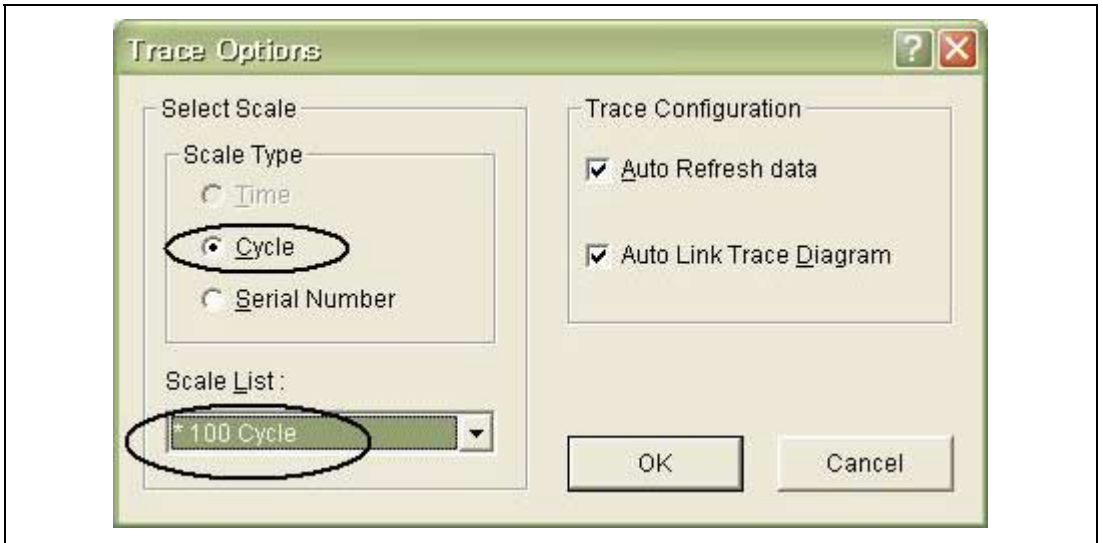 Trace Options
Select Scale
Scale Type
Time
Cycle
Serial Number
Scale List :
* 100 Cycle
Trace Configuration
Auto Refresh data
Auto Link Trace Diagram
OK
Cancel